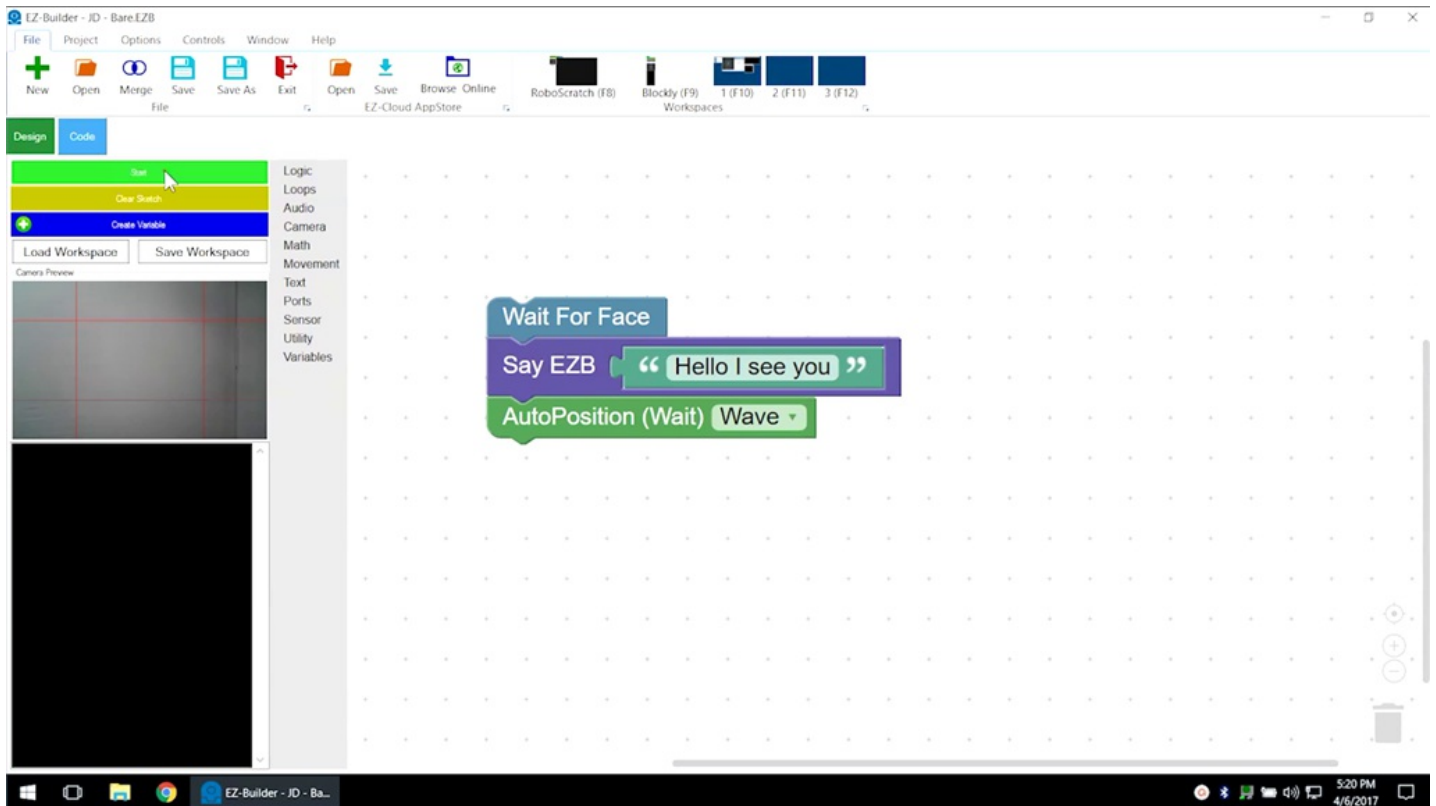 EZ-Builder - JD - Bare.EZB
File Project Options Controls Window Help
New Open Merge Save Save As Exit Open Save Browse Online RoboScratch (F8) Blockly (F9) 1 (F10) 2 (F11) 3 (F12)
File EZ-Cloud AppStore Workspaces
Design Code
Start
Clear Sketch
Create Variable
Load Workspace Save Workspace
Camera Preview
Logic
Loops
Audio
Camera
Math
Movement
Text
Ports
Sensor
Utility
Variables
Wait For Face
Say EZB “ Hello I see you ”
AutoPosition (Wait) Wave
EZ-Builder - JD - Ba...
5:20 PM
4/6/2017